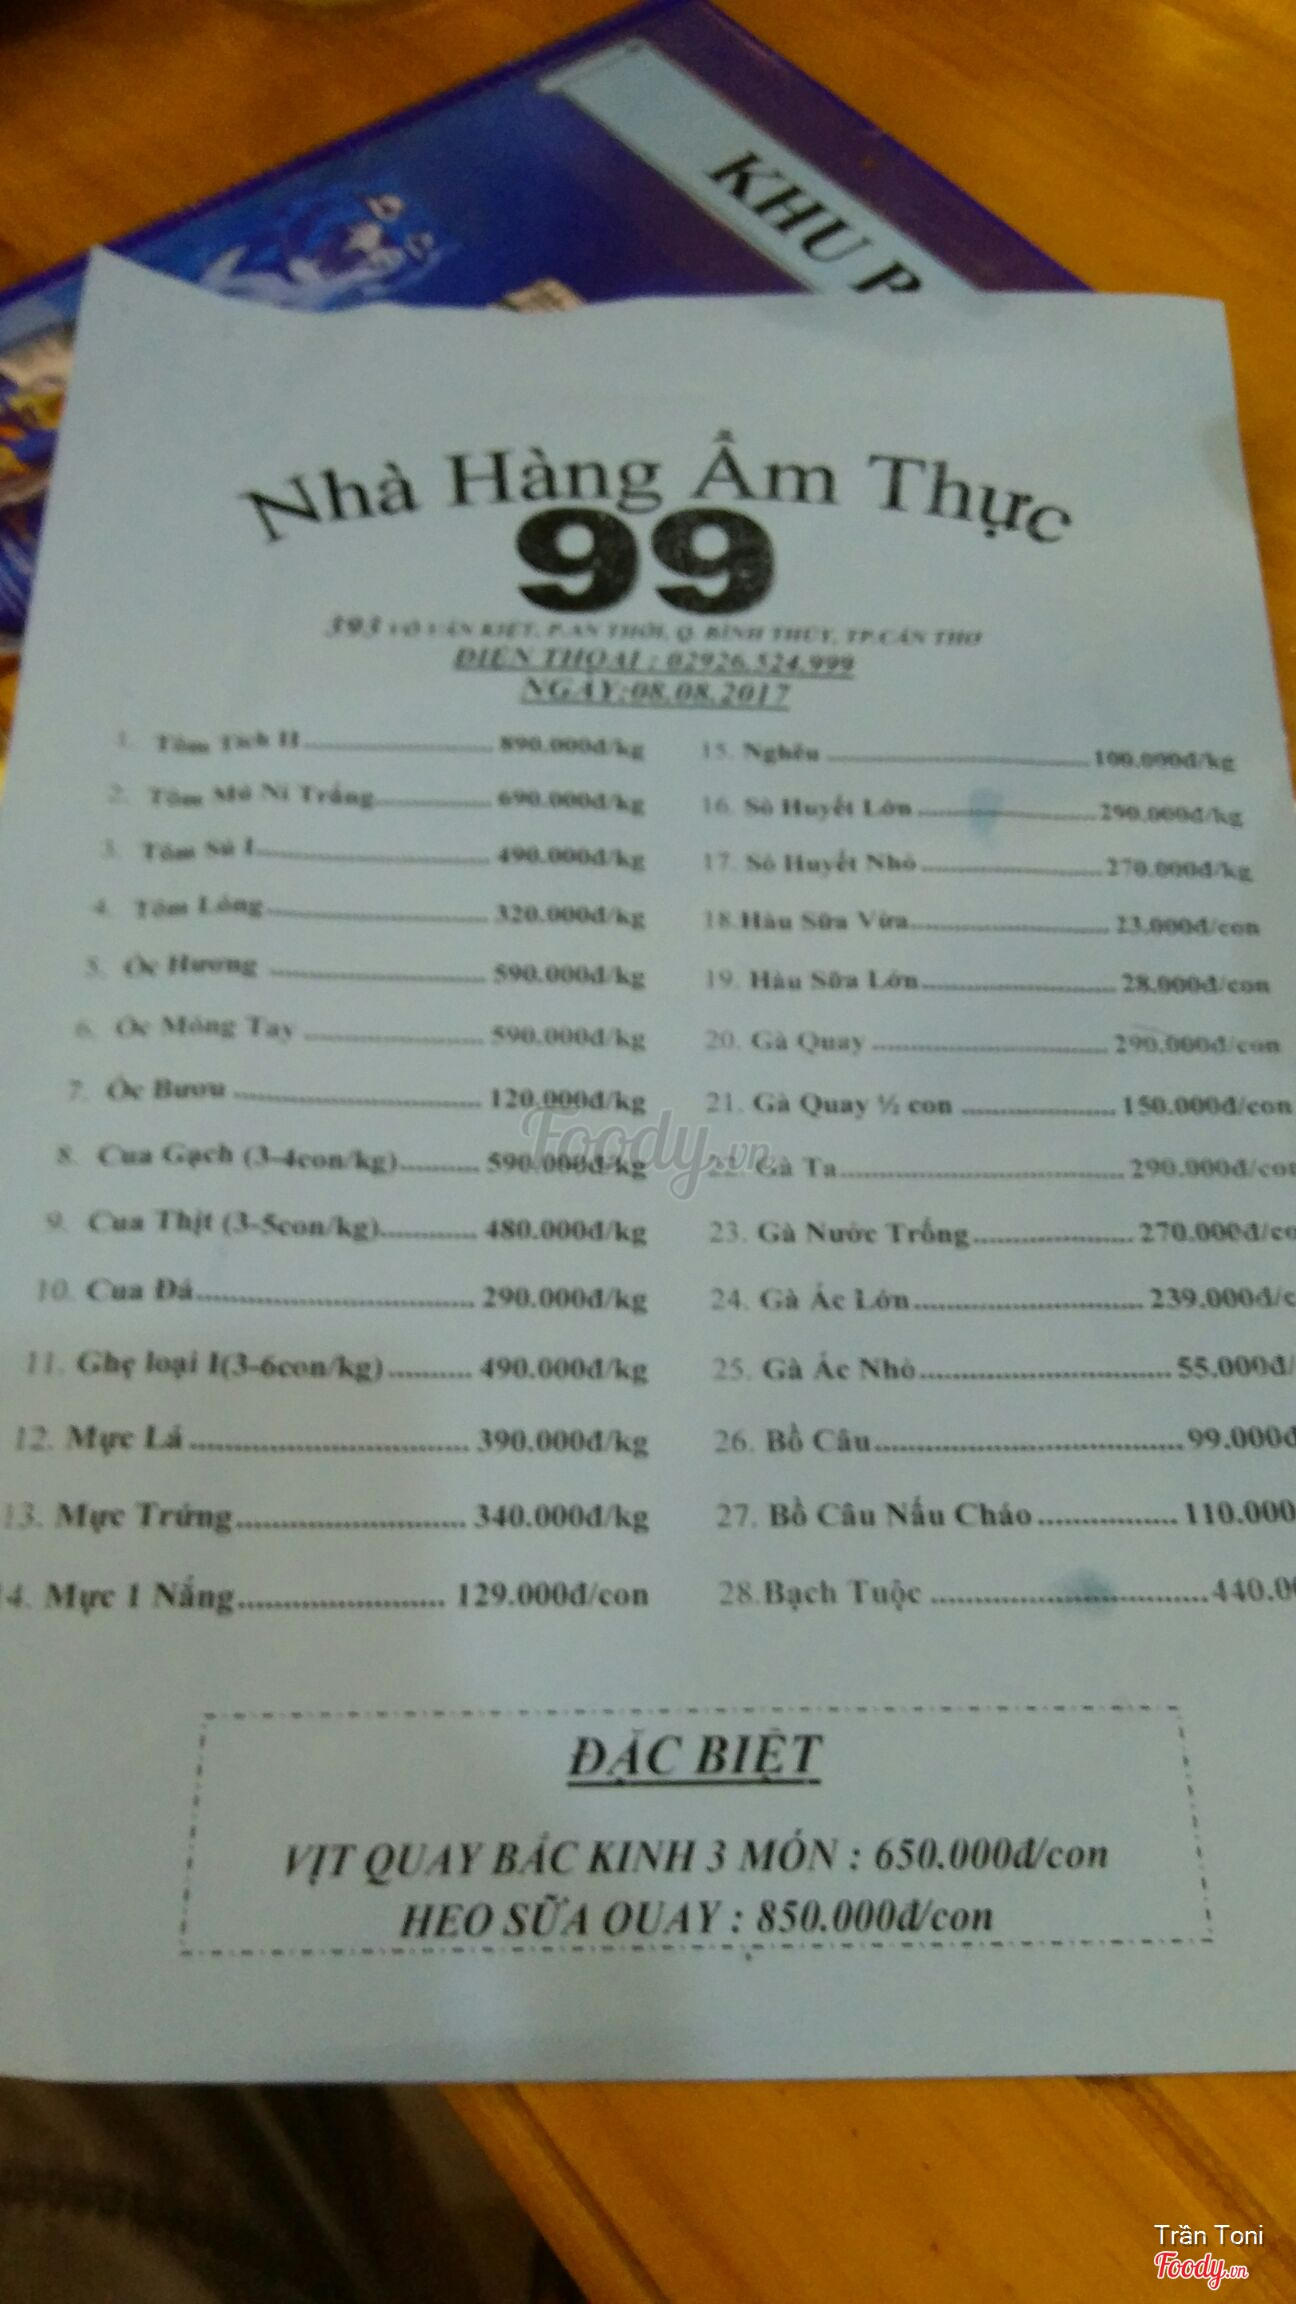 KHU P
Nhà Hàng Ẩm Thực
99
393 VÕ VĂN KIỆT, P.AN THỚI, Q. BÌNH THỦY, TP.CẦN THƠ
ĐIỆN THOẠI : 02926.524.999
NGÀY:08.08.2017
1. Tôm Tích II 890.000đ/kg
2. Tôm Mũ Ni Trắng 690.000đ/kg
3. Tôm Sú I 490.000đ/kg
4. Tôm Lóng 320.000đ/kg
5. Ốc Hương 590.000đ/kg
6. Ốc Móng Tay 590.000đ/kg
7. Ốc Bươu 120.000đ/kg
8. Cua Gạch (3-4con/kg) 590.000đ/kg
9. Cua Thịt (3-5con/kg) 480.000đ/kg
10. Cua Đá 290.000đ/kg
11. Ghẹ loại I(3-6con/kg) 490.000đ/kg
12. Mực Lá 390.000đ/kg
13. Mực Trứng 340.000đ/kg
14. Mực 1 Nắng 129.000đ/con
15. Nghêu 100.000đ/kg
16. Sò Huyết Lớn 290.000đ/kg
17. Sò Huyết Nhỏ 270.000đ/kg
18.Hàu Sữa Vừa 23.000đ/con
19. Hàu Sữa Lớn 28.000đ/con
20. Gà Quay 290.000đ/con
21. Gà Quay ½ con 150.000đ/con
22. Gà Ta 290.000đ/con
23. Gà Nước Trống 270.000đ/co
24. Gà Ác Lớn 239.000đ/c
25. Gà Ác Nhỏ 55.000đ/
26. Bồ Câu 99.000đ
27. Bồ Câu Nấu Cháo 110.000
28.Bạch Tuộc 440.00
Foody.vn
ĐẶC BIỆT
VỊT QUAY BẮC KINH 3 MÓN : 650.000đ/con
HEO SỮA QUAY : 850.000đ/con
Trần Toni
Foody.vn